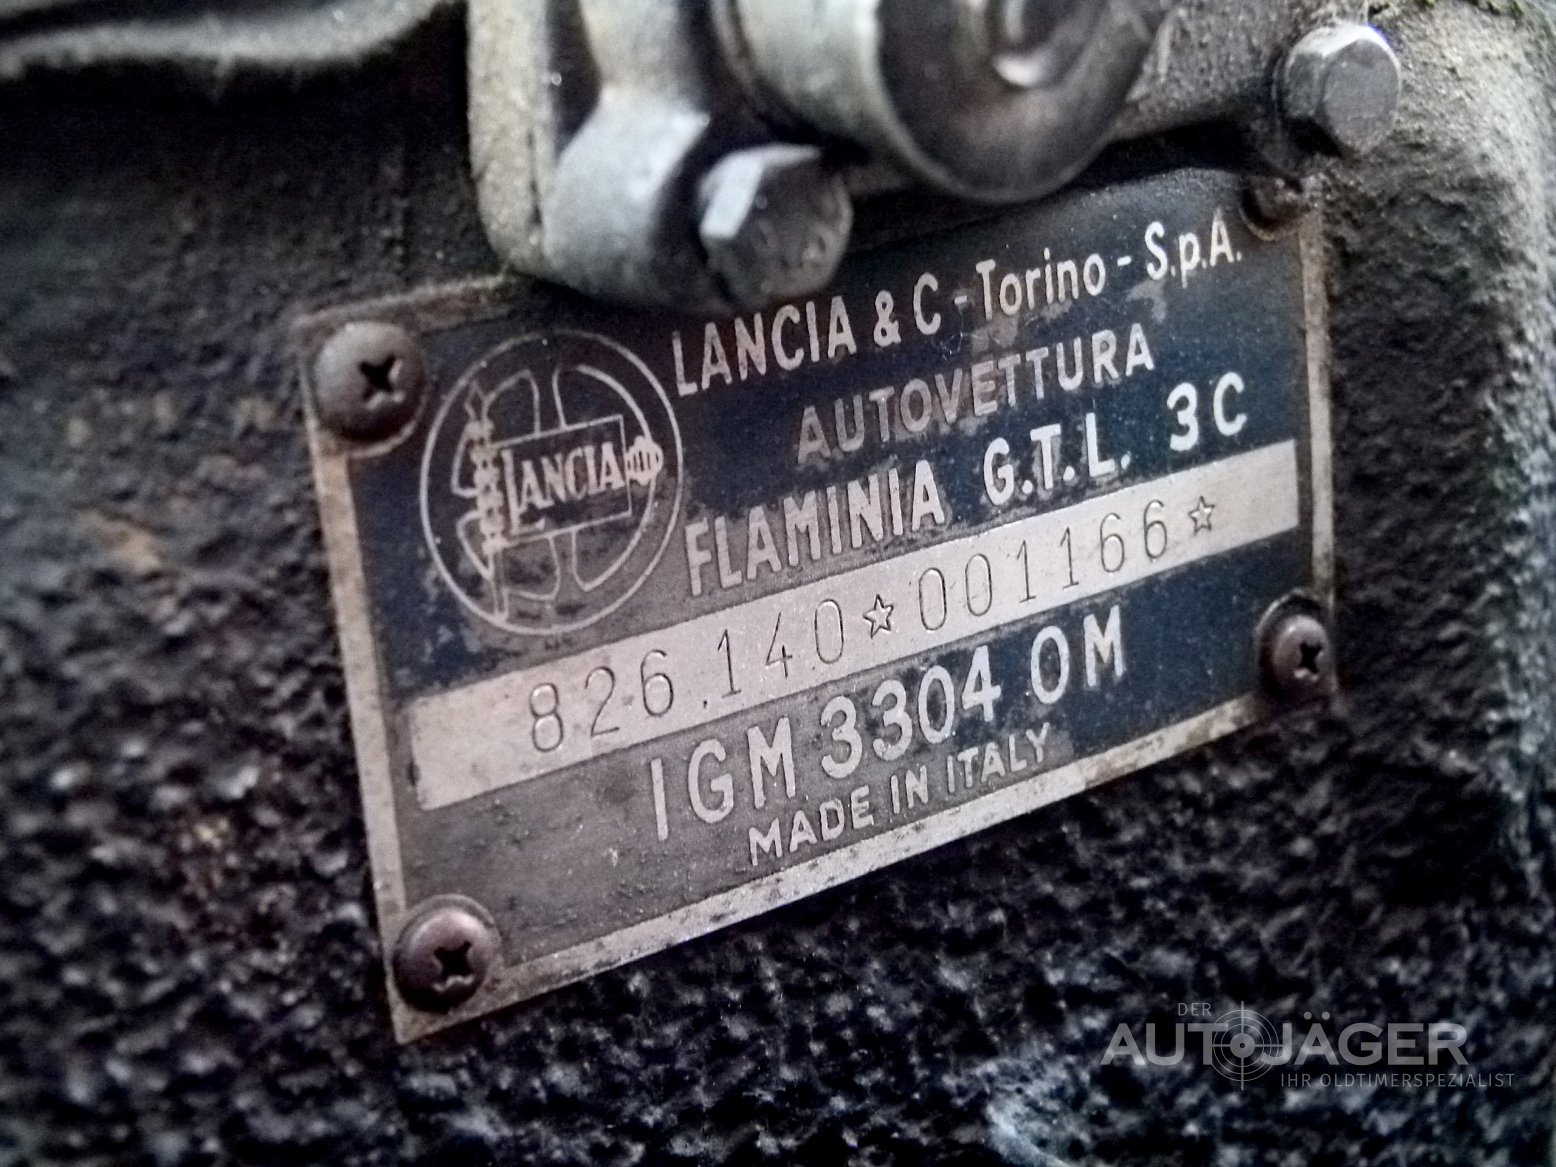 LANCIA & C - Torino - S.p.A.
AUTOVETTURA
LANCIA
FLAMINIA G.T.L. 3C
826.140☆001166☆
IGM 3304 OM
MADE IN ITALY
DER
AUTOJÄGER
IHR OLDTIMERSPEZIALIST